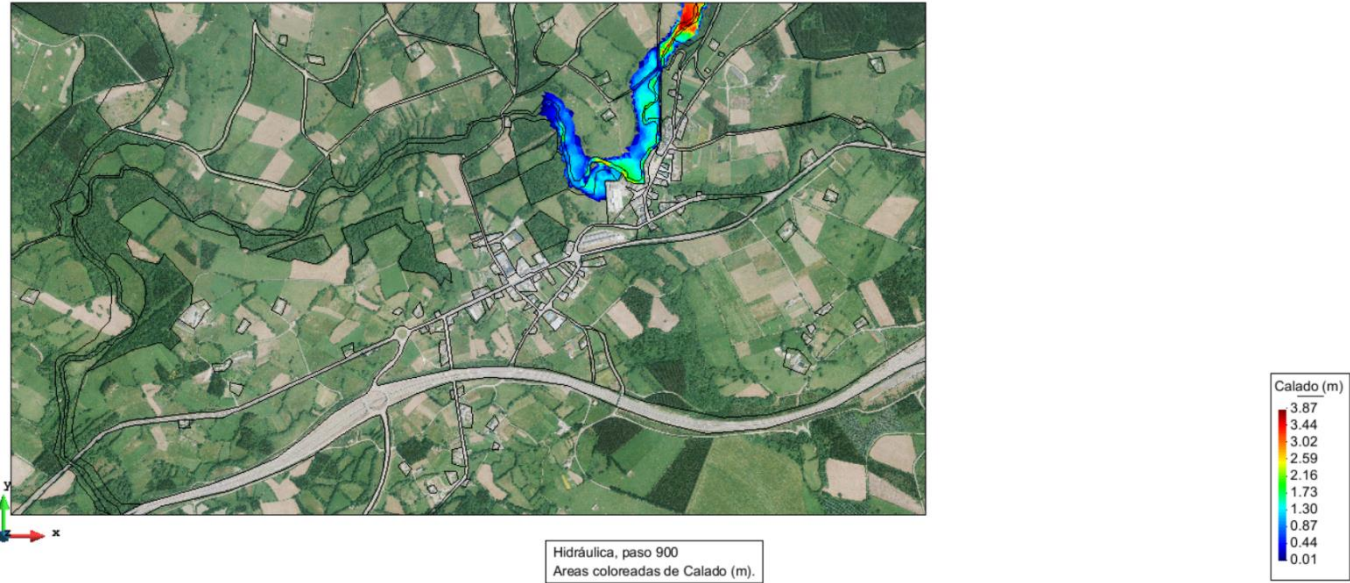 Calado (m)
3.87
3.44
3.02
2.59
2.16
1.73
1.30
0.87
0.44
0.01
y
x
Hidráulica, paso 900
Areas coloreadas de Calado (m).